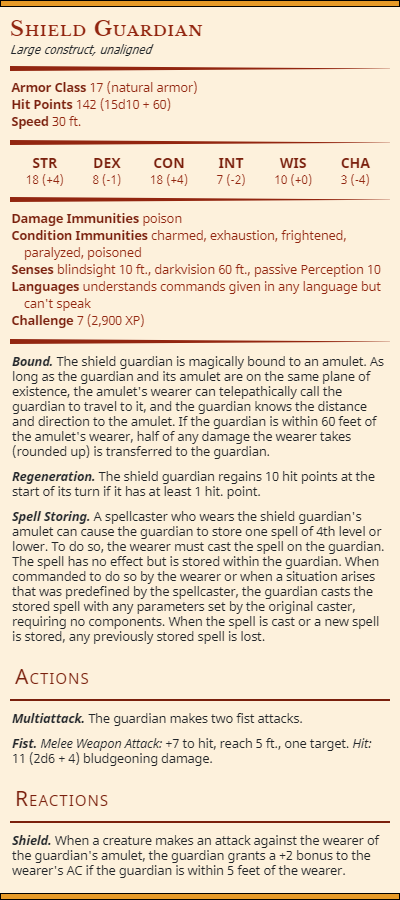 Shield Guardian
Large construct, unaligned
Armor Class 17 (natural armor)
Hit Points 142 (15d10 + 60)
Speed 30 ft.
STR DEX CON INT WIS CHA
18 (+4) 8 (-1) 18 (+4) 7 (-2) 10 (+0) 3 (-4)
Damage Immunities poison
Condition Immunities charmed, exhaustion, frightened,
paralyzed, poisoned
Senses blindsight 10 ft., darkvision 60 ft., passive Perception 10
Languages understands commands given in any language but
can't speak
Challenge 7 (2,900 XP)
Bound. The shield guardian is magically bound to an amulet. As
long as the guardian and its amulet are on the same plane of
existence, the amulet's wearer can telepathically call the
guardian to travel to it, and the guardian knows the distance
and direction to the amulet. If the guardian is within 60 feet of
the amulet's wearer, half of any damage the wearer takes
(rounded up) is transferred to the guardian.
Regeneration. The shield guardian regains 10 hit points at the
start of its turn if it has at least 1 hit. point.
Spell Storing. A spellcaster who wears the shield guardian's
amulet can cause the guardian to store one spell of 4th level or
lower. To do so, the wearer must cast the spell on the guardian.
The spell has no effect but is stored within the guardian. When
commanded to do so by the wearer or when a situation arises
that was predefined by the spellcaster, the guardian casts the
stored spell with any parameters set by the original caster,
requiring no components. When the spell is cast or a new spell
is stored, any previously stored spell is lost.
Actions
Multiattack. The guardian makes two fist attacks.
Fist. Melee Weapon Attack: +7 to hit, reach 5 ft., one target. Hit:
11 (2d6 + 4) bludgeoning damage.
Reactions
Shield. When a creature makes an attack against the wearer of
the guardian's amulet, the guardian grants a +2 bonus to the
wearer's AC if the guardian is within 5 feet of the wearer.